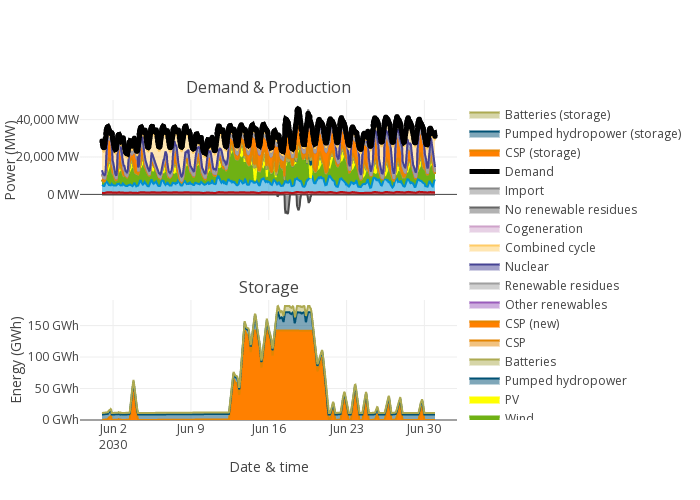 Demand & Production
40,000 MW
20,000 MW
0 MW
Power (MW)
Storage
150 GWh
100 GWh
50 GWh
0 GWh
Energy (GWh)
Jun 2
2030
Jun 9
Jun 16
Jun 23
Jun 30
Date & time
Batteries (storage)
Pumped hydropower (storage)
CSP (storage)
Demand
Import
No renewable residues
Cogeneration
Combined cycle
Nuclear
Renewable residues
Other renewables
CSP (new)
CSP
Batteries
Pumped hydropower
PV
Wind